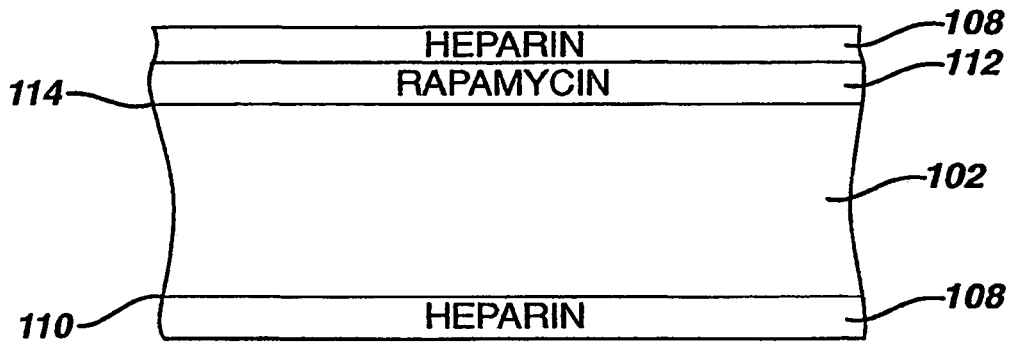 HEPARIN 108
RAPAMYCIN 112
114
102
110 HEPARIN 108